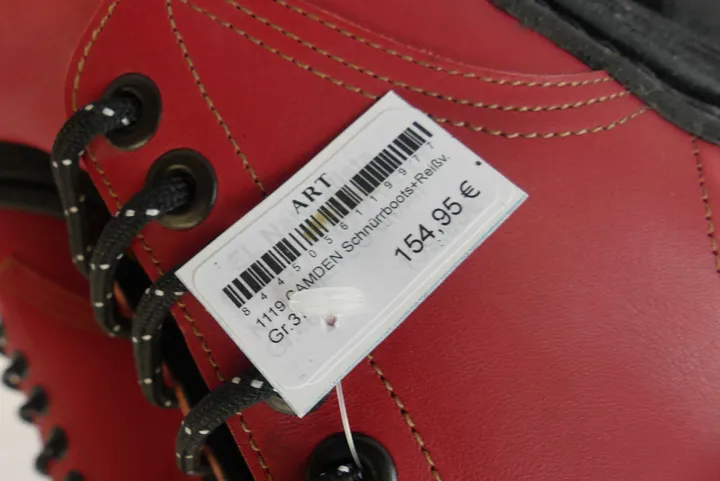 ART
8445056119977
1119 CAMDEN Schnürrboots+Reißv.
Gr.3
154,95 €